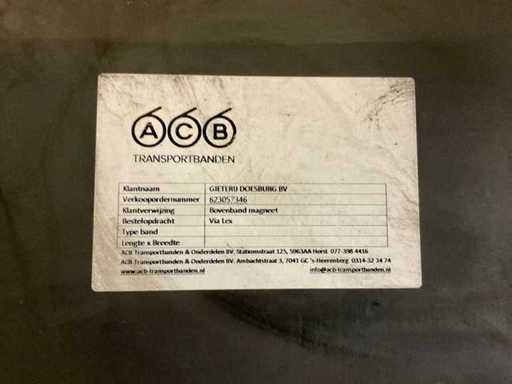 ACB
TRANSPORTBANDEN
Klantnaam GIETERIJ DOESBURG BV
Verkoopordernummer 623057346
Klantverwijzing Bovenband magneet
Bestelopdracht Via Lex
Type band
Lengte x Breedte
ACB Transportbanden & Onderdelen BV. Stationsstraat 125, 5963AA Horst 077-398 4416
ACB Transportbanden & Onderdelen BV. Ambachtstraat 3, 7041 GC 's-Heerenberg 0314-32 34 74
www.acb-transportbanden.nl info@acb-transportbanden.nl